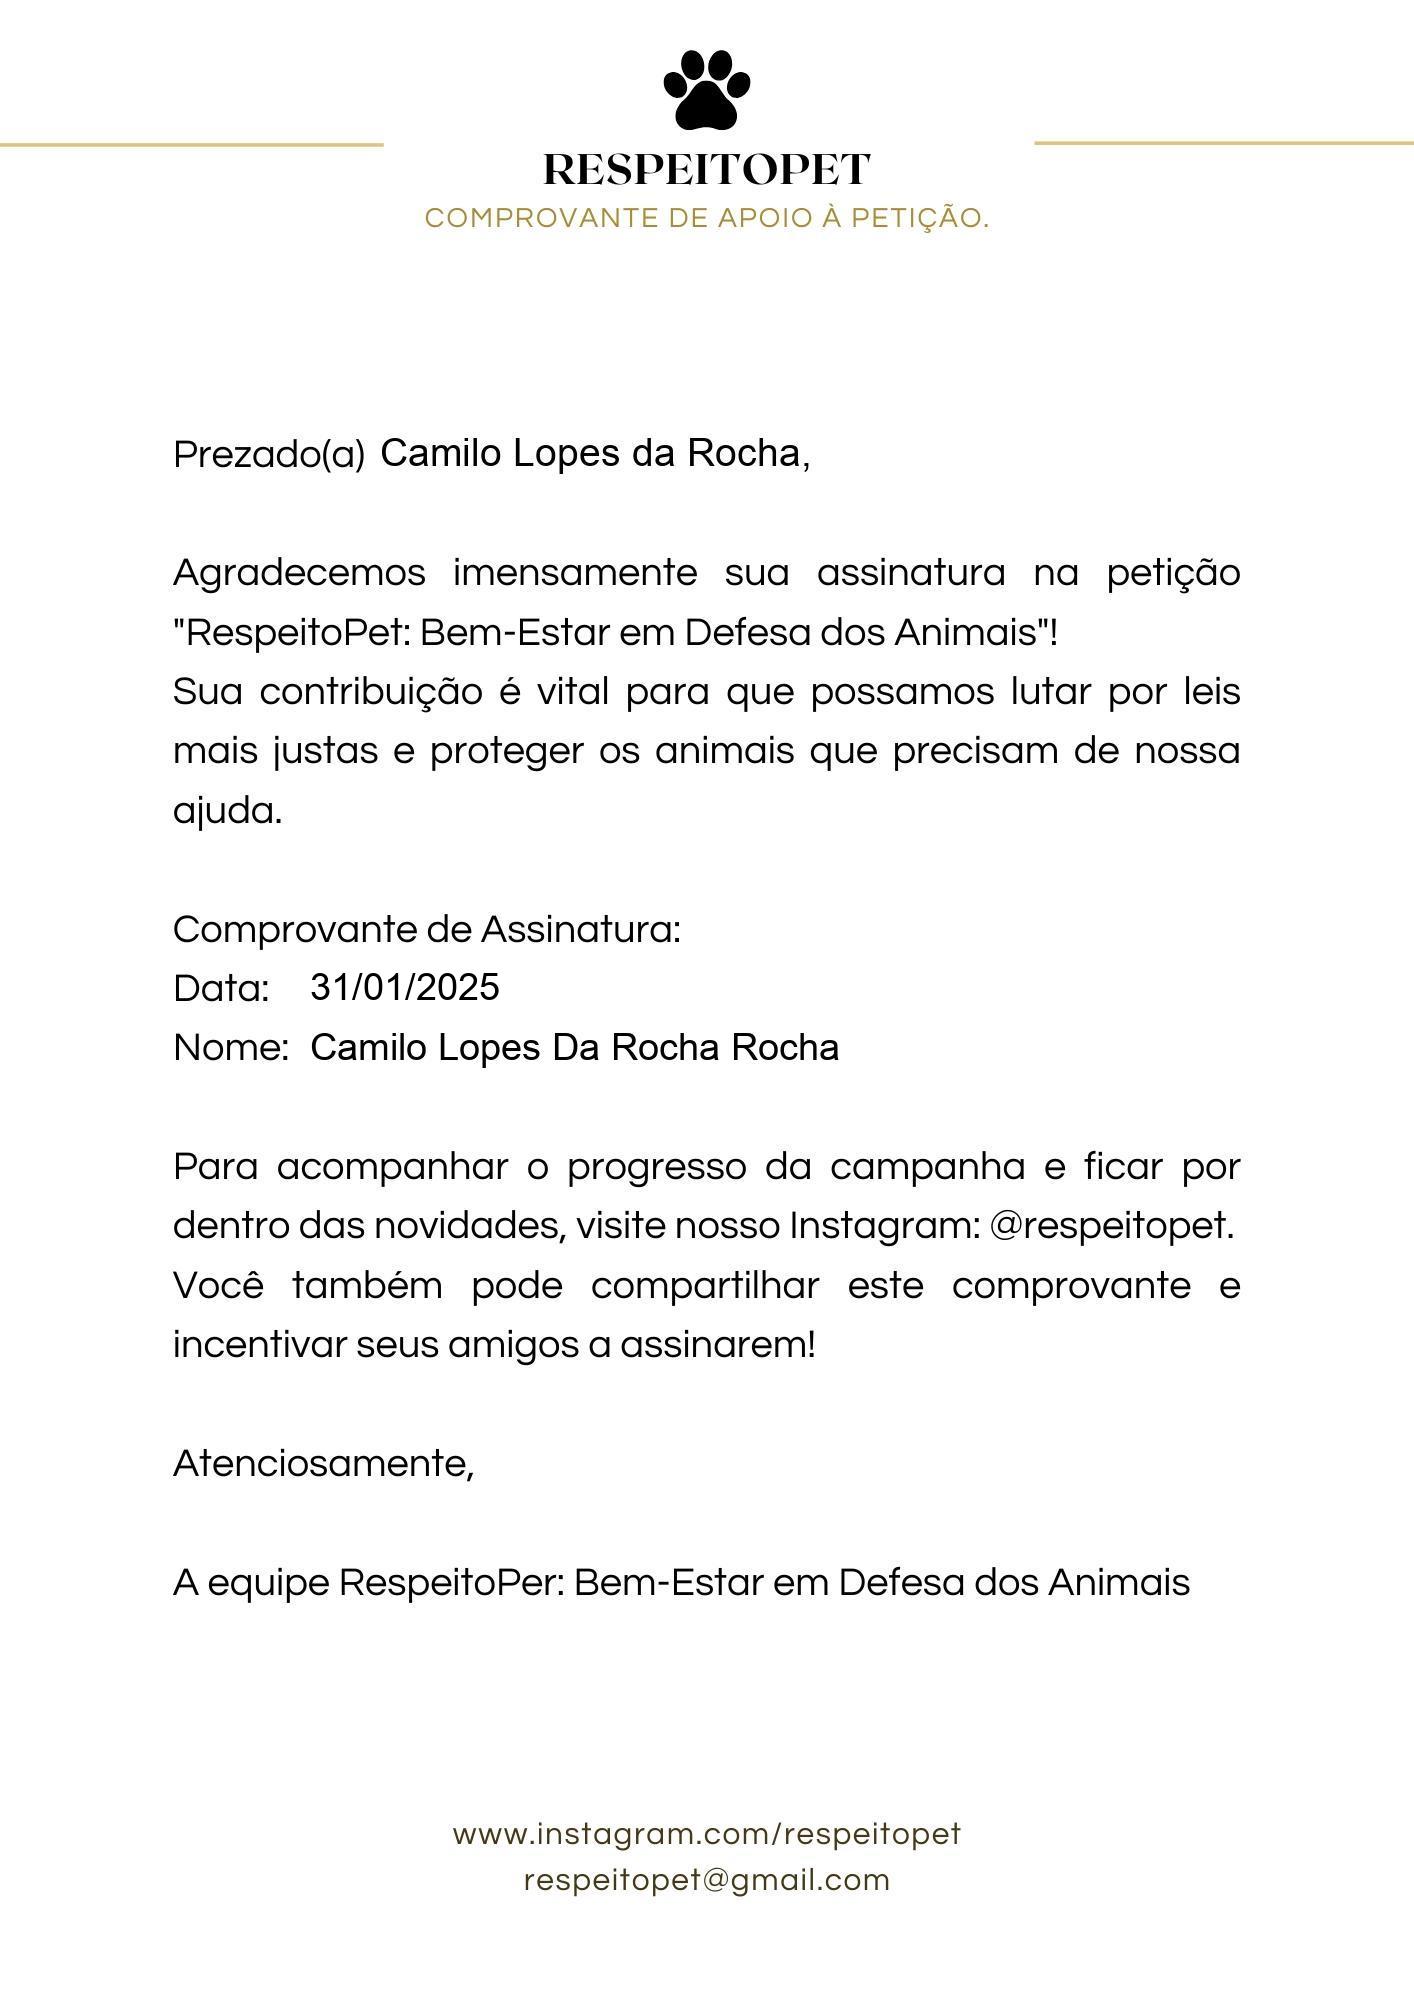 RESPEITOPET
COMPROVANTE DE APOIO À PETIÇÃO.
Prezado(a) Camilo Lopes da Rocha,
Agradecemos imensamente sua assinatura na petição
"RespeitoPet: Bem-Estar em Defesa dos Animais"!
Sua contribuição é vital para que possamos lutar por leis
mais justas e proteger os animais que precisam de nossa
ajuda.
Comprovante de Assinatura:
Data: 31/01/2025
Nome: Camilo Lopes Da Rocha Rocha
Para acompanhar o progresso da campanha e ficar por
dentro das novidades, visite nosso Instagram: @respeitopet.
Você também pode compartilhar este comprovante e
incentivar seus amigos a assinarem!
Atenciosamente,
A equipe RespeitoPer: Bem-Estar em Defesa dos Animais
www.instagram.com/respeitopet
respeitopet@gmail.com